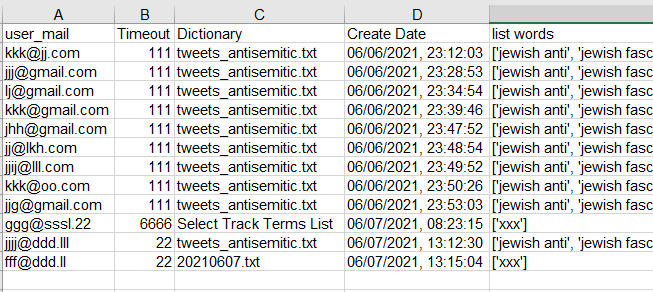 A B C D
user_mail Timeout Dictionary Create Date list words
kkk@jj.com 111 tweets_antisemitic.txt 06/06/2021, 23:12:03 ['jewish anti', 'jewish fasc
jjj@gmail.com 111 tweets_antisemitic.txt 06/06/2021, 23:28:53 ['jewish anti', 'jewish fasc
lj@gmail.com 111 tweets_antisemitic.txt 06/06/2021, 23:34:54 ['jewish anti', 'jewish fasc
kkk@gmail.com 111 tweets_antisemitic.txt 06/06/2021, 23:39:46 ['jewish anti', 'jewish fasc
jhh@gmail.com 111 tweets_antisemitic.txt 06/06/2021, 23:47:52 ['jewish anti', 'jewish fasc
jj@lkh.com 111 tweets_antisemitic.txt 06/06/2021, 23:48:54 ['jewish anti', 'jewish fasc
jjij@lll.com 111 tweets_antisemitic.txt 06/06/2021, 23:49:52 ['jewish anti', 'jewish fasc
kkk@oo.com 111 tweets_antisemitic.txt 06/06/2021, 23:50:26 ['jewish anti', 'jewish fasc
jjg@gmail.com 111 tweets_antisemitic.txt 06/06/2021, 23:53:03 ['jewish anti', 'jewish fasc
ggg@sssl.22 6666 Select Track Terms List 06/07/2021, 08:23:15 ['xxx']
jjjj@ddd.lll 22 tweets_antisemitic.txt 06/07/2021, 13:12:30 ['jewish anti', 'jewish fasc
fff@ddd.ll 22 20210607.txt 06/07/2021, 13:15:04 ['xxx']